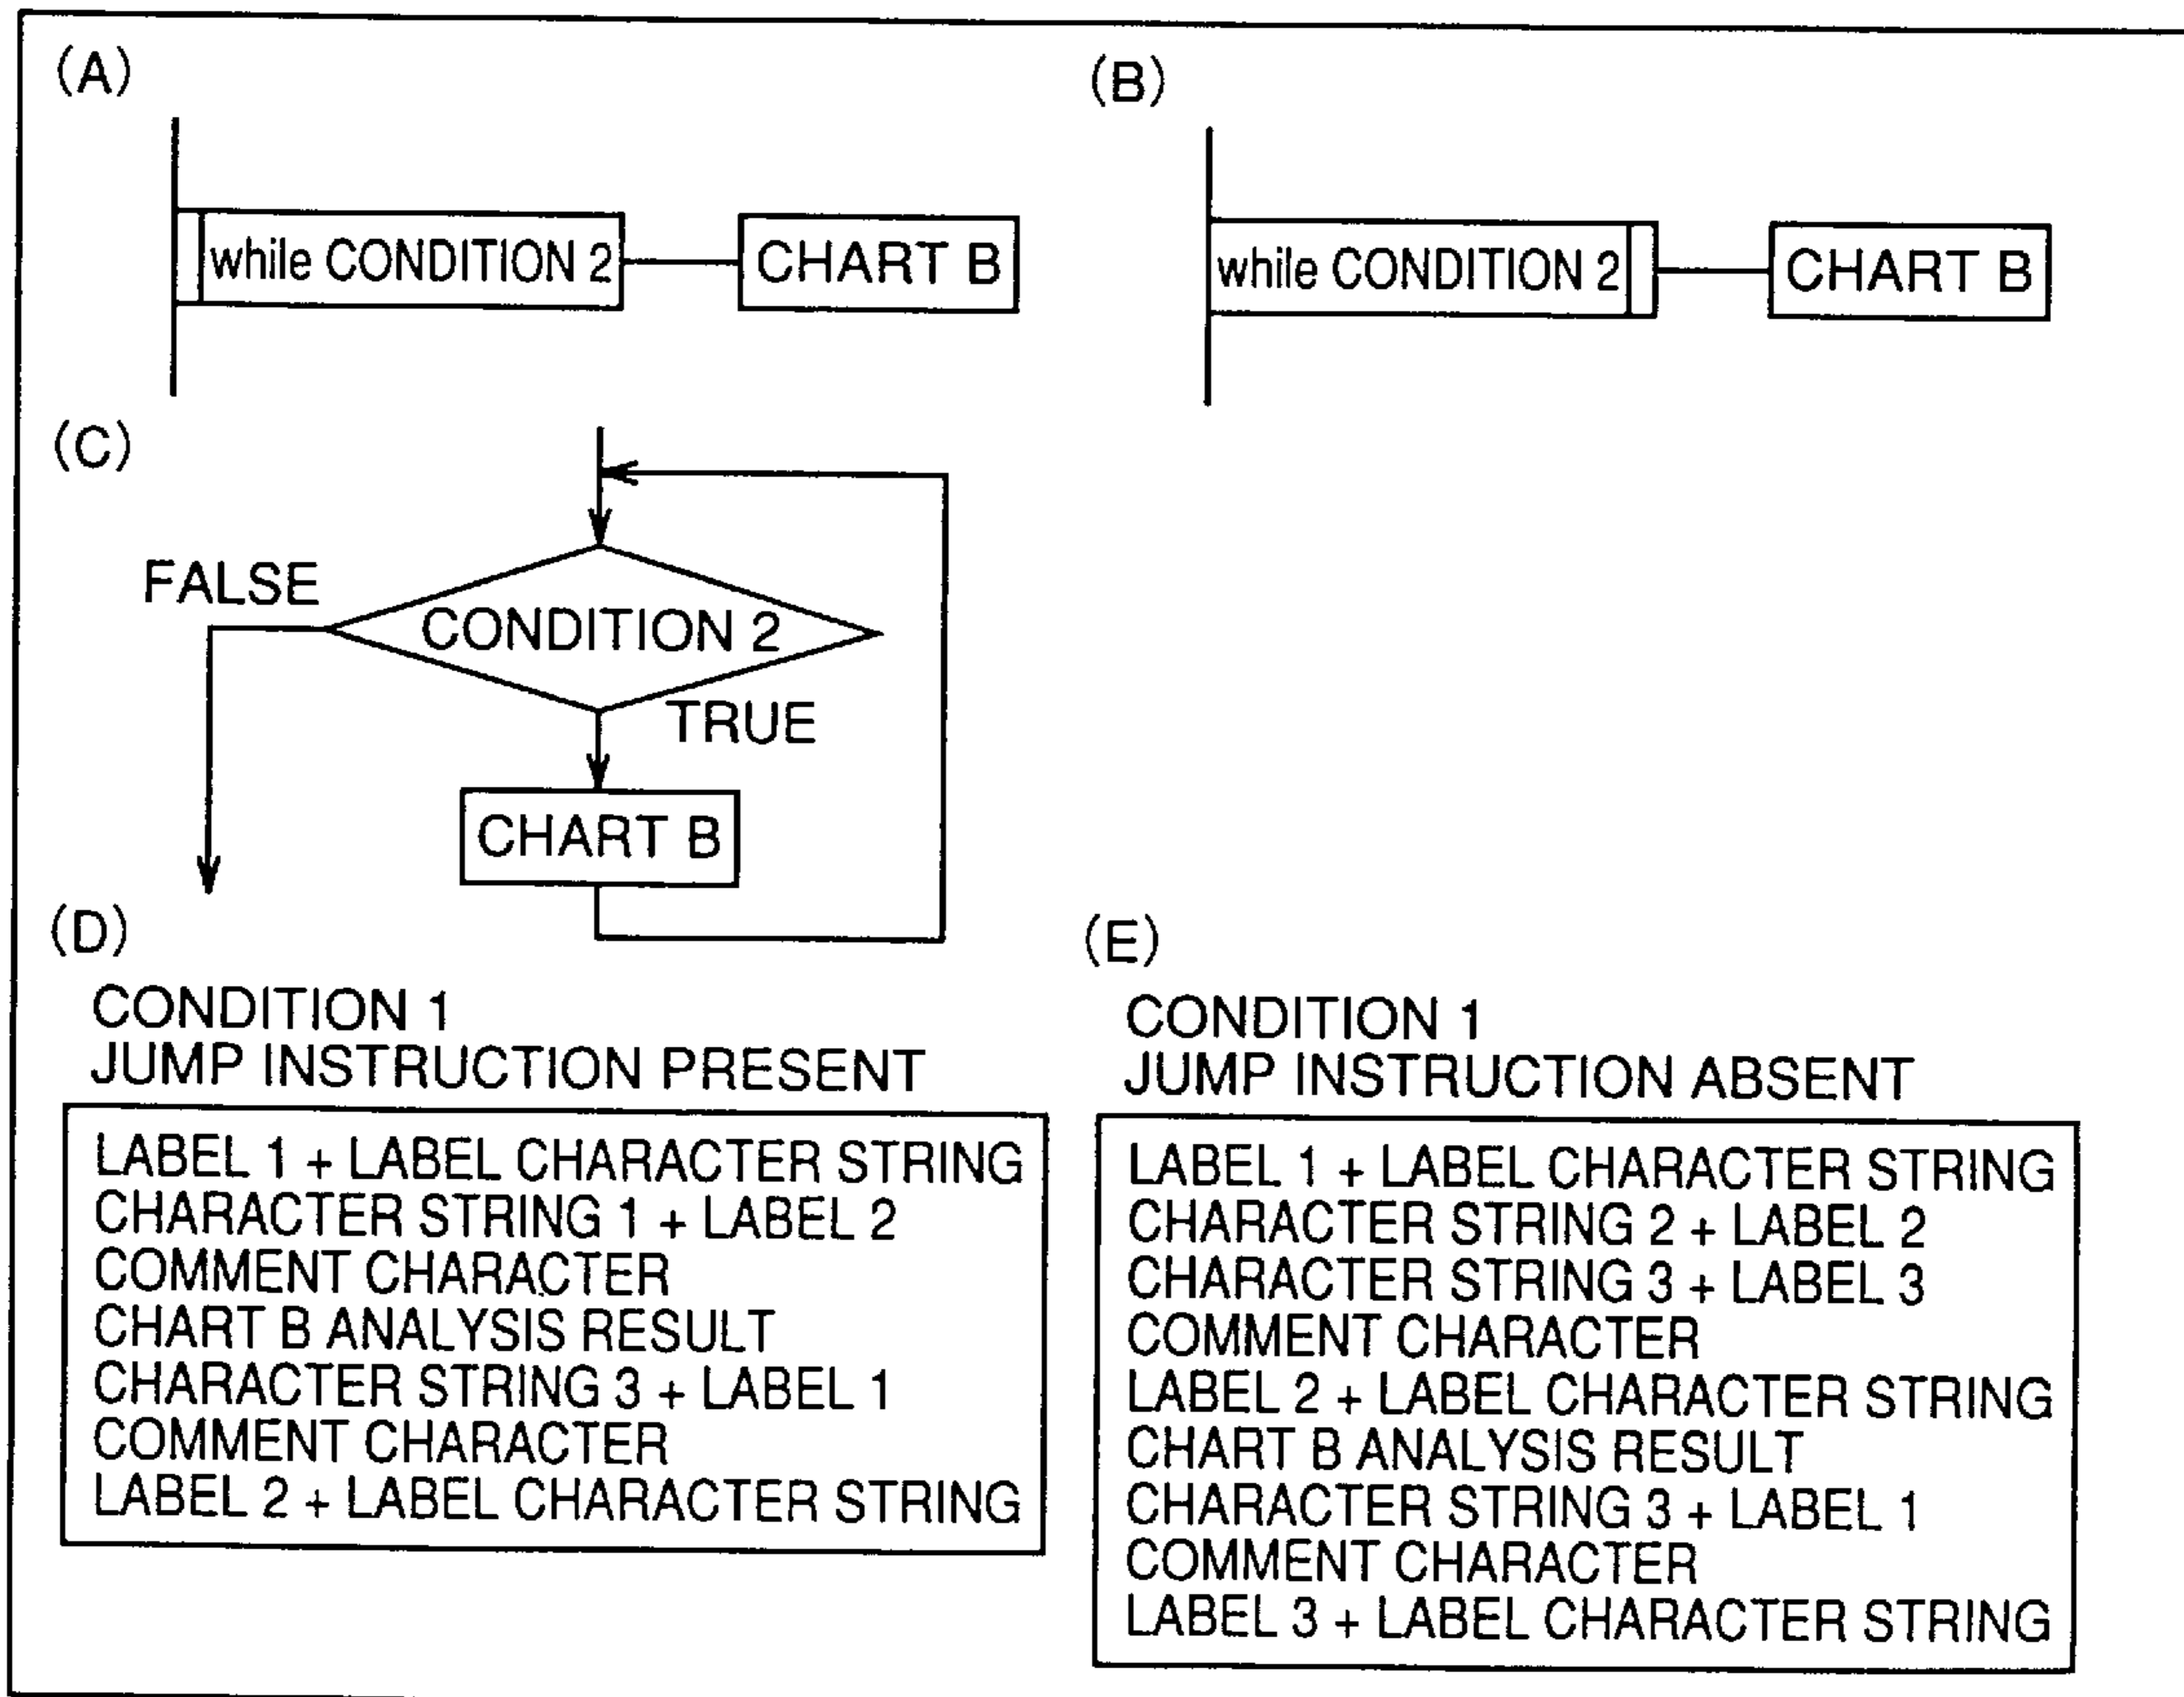 (A)
while CONDITION 2
CHART B
(B)
while CONDITION 2
CHART B
(C)
FALSE
CONDITION 2
TRUE
CHART B
(D)
CONDITION 1
JUMP INSTRUCTION PRESENT
LABEL 1 + LABEL CHARACTER STRING
CHARACTER STRING 1 + LABEL 2
COMMENT CHARACTER
CHART B ANALYSIS RESULT
CHARACTER STRING 3 + LABEL 1
COMMENT CHARACTER
LABEL 2 + LABEL CHARACTER STRING
(E)
CONDITION 1
JUMP INSTRUCTION ABSENT
LABEL 1 + LABEL CHARACTER STRING
CHARACTER STRING 2 + LABEL 2
CHARACTER STRING 3 + LABEL 3
COMMENT CHARACTER
LABEL 2 + LABEL CHARACTER STRING
CHART B ANALYSIS RESULT
CHARACTER STRING 3 + LABEL 1
COMMENT CHARACTER
LABEL 3 + LABEL CHARACTER STRING